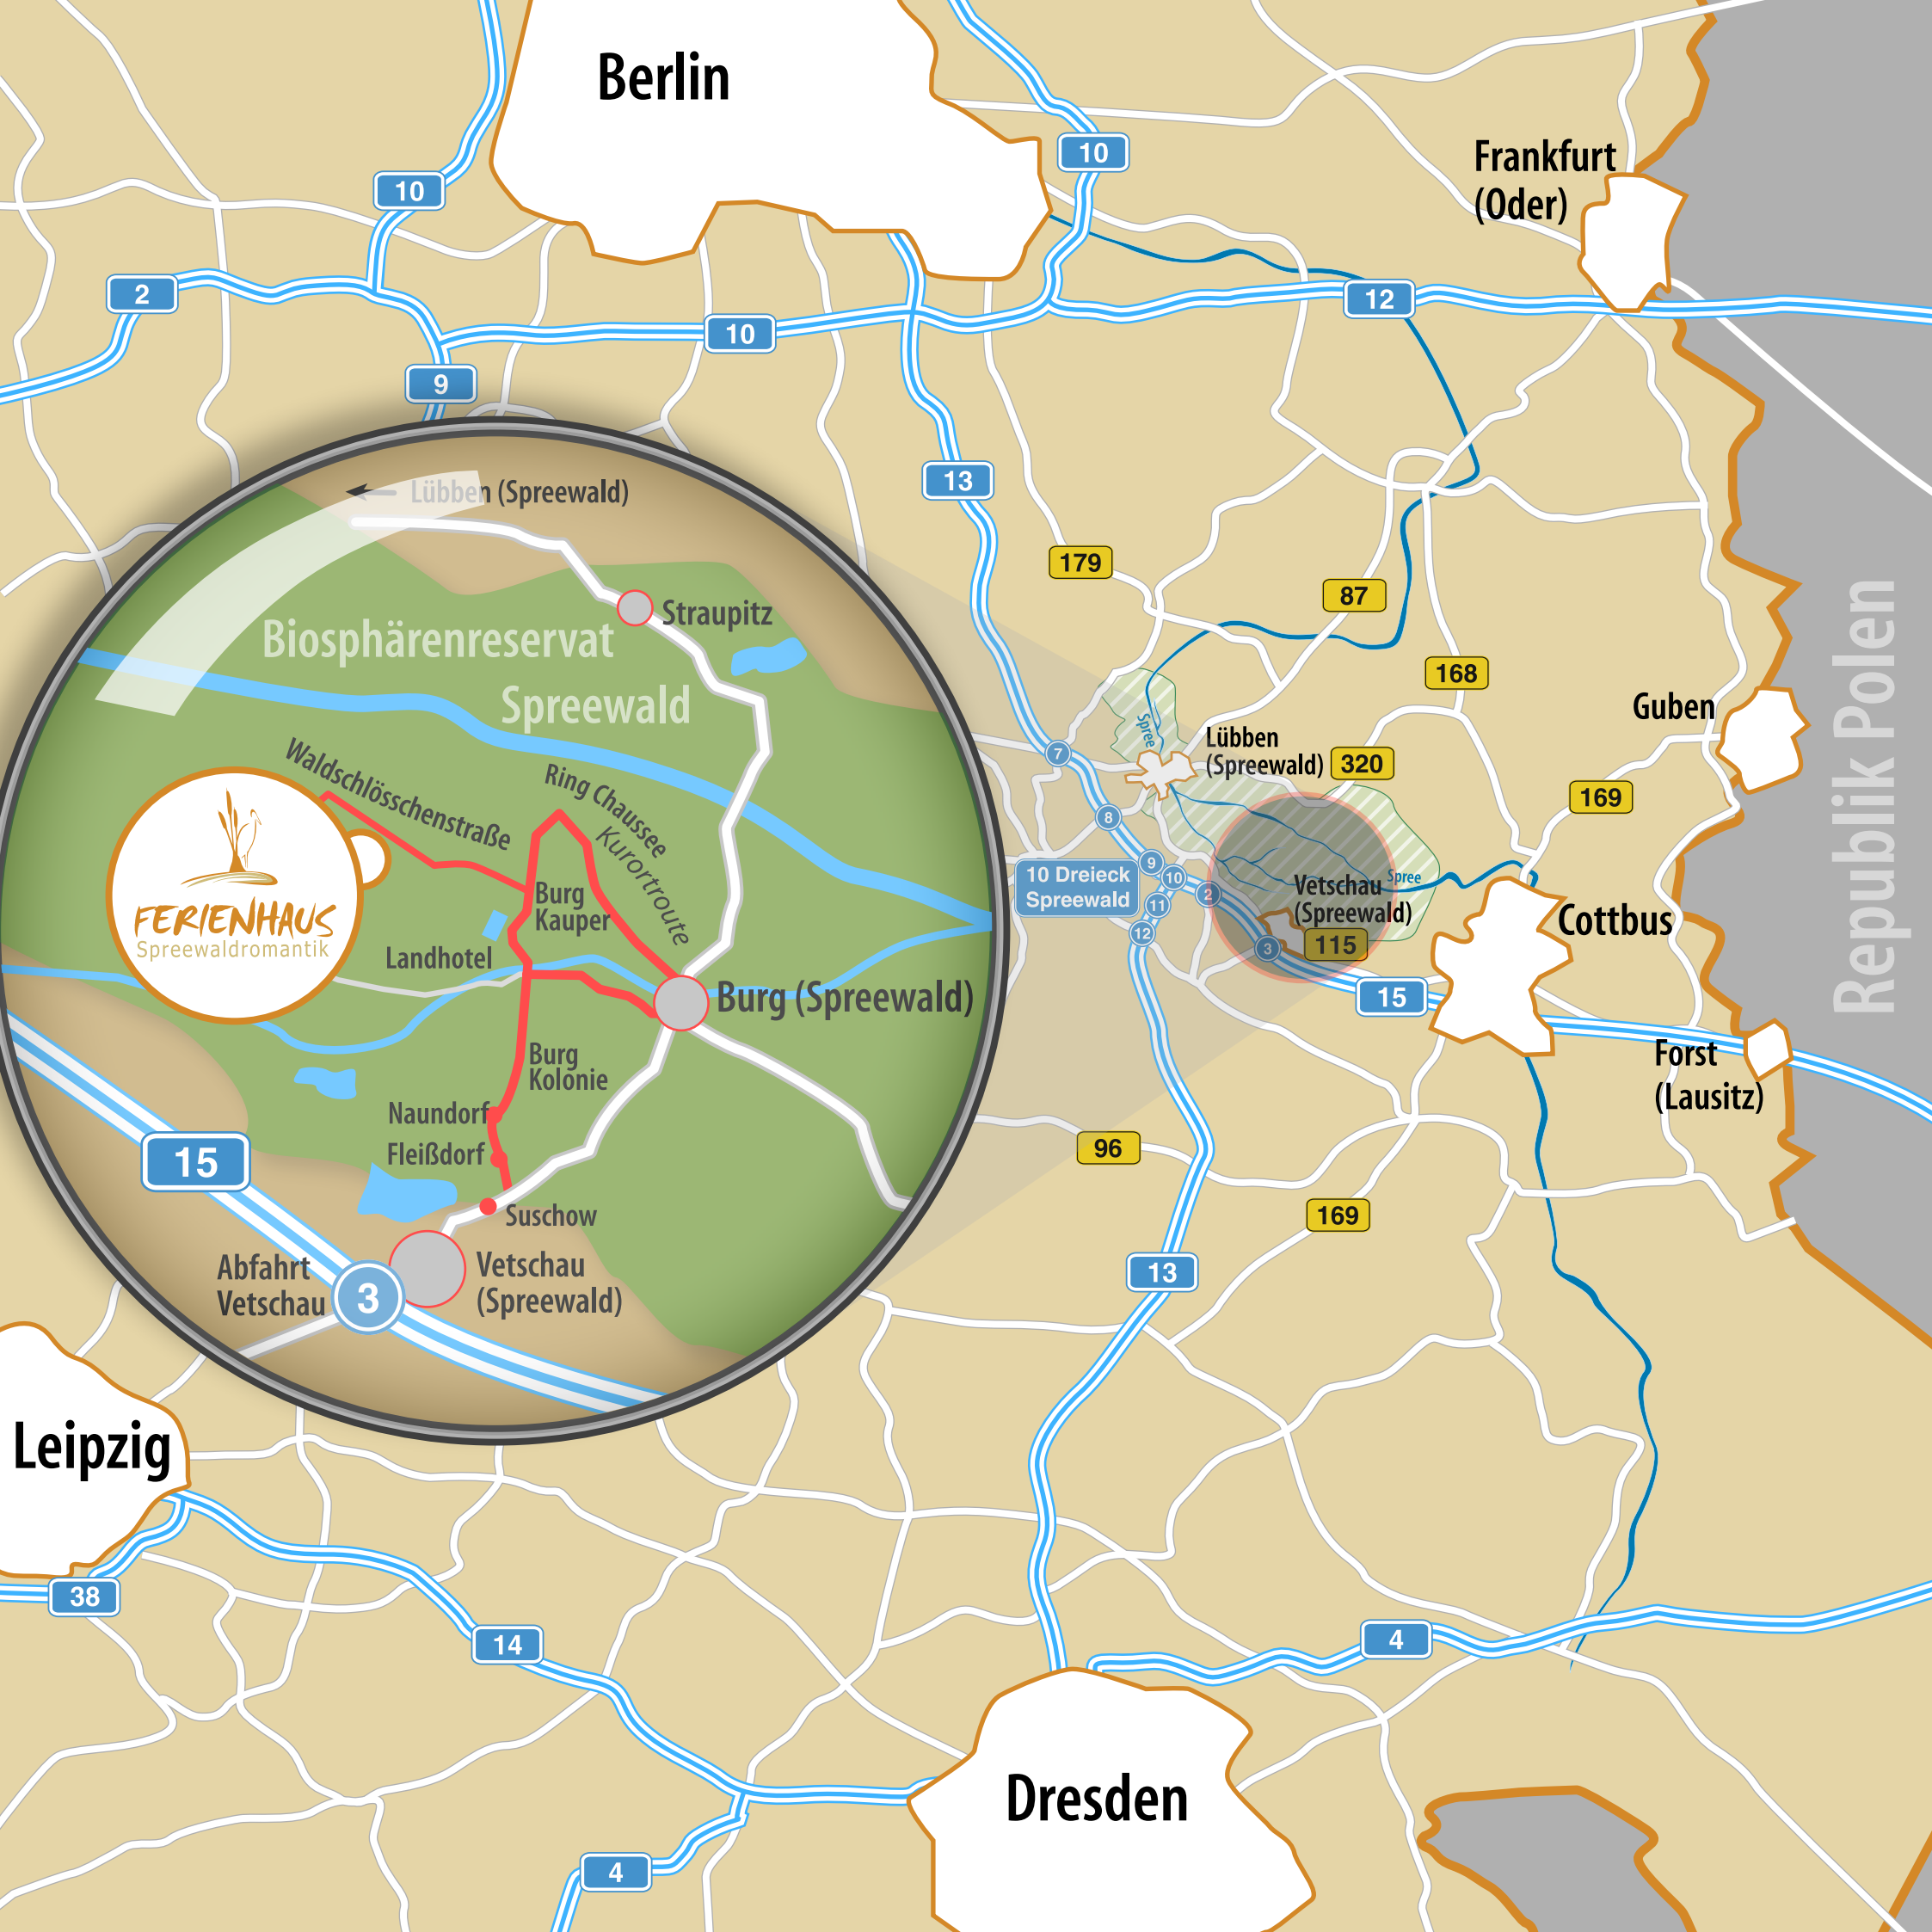 Berlin
10
10
Frankfurt
(Oder)
2
12
10
9
13
Lübben (Spreewald)
179
87
Straupitz
Biosphärenreservat
Spreewald
168
Republik Polen
Guben
Spree
Lübben
(Spreewald)
320
7
169
Waldschlösschenstraße
Ring Chaussee
Kurortroute
8
9
10 Dreieck
Spreewald
10
2
11
12
Vetschau
(Spreewald)
Spree
115
3
Cottbus
Burg
Kauper
FERIENHAUS
Spreewaldromantik
Landhotel
Burg (Spreewald)
15
Burg
Kolonie
Forst
(Lausitz)
Naundorf
Fleißdorf
15
96
Suschow
169
Abfahrt
Vetschau
3
Vetschau
(Spreewald)
13
Leipzig
38
14
4
Dresden
4